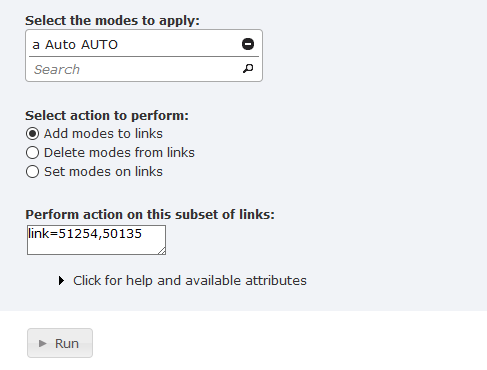 Select the modes to apply:
a Auto AUTO
Search
Select action to perform:
Add modes to links
Delete modes from links
Set modes on links
Perform action on this subset of links:
link=51254,50135
Click for help and available attributes
Run